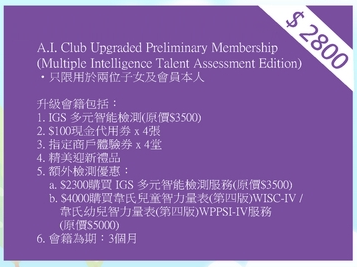 $2800
A.I. Club Upgraded Preliminary Membership
(Multiple Intelligence Talent Assessment Edition)
・只限用於兩位子女及會員本人
升級會籍包括：
1. IGS 多元智能檢測(原價$3500)
2. $100現金代用券 x 4張
3. 指定商戶體驗券 x 4堂
4. 精美迎新禮品
5. 額外檢測優惠：
a. $2300購買 IGS 多元智能檢測服務(原價$3500)
b. $4000購買韋氏兒童智力量表(第四版)WISC-IV /
韋氏幼兒智力量表(第四版)WPPSI-IV服務
(原價$5000)
6. 會籍為期：3個月